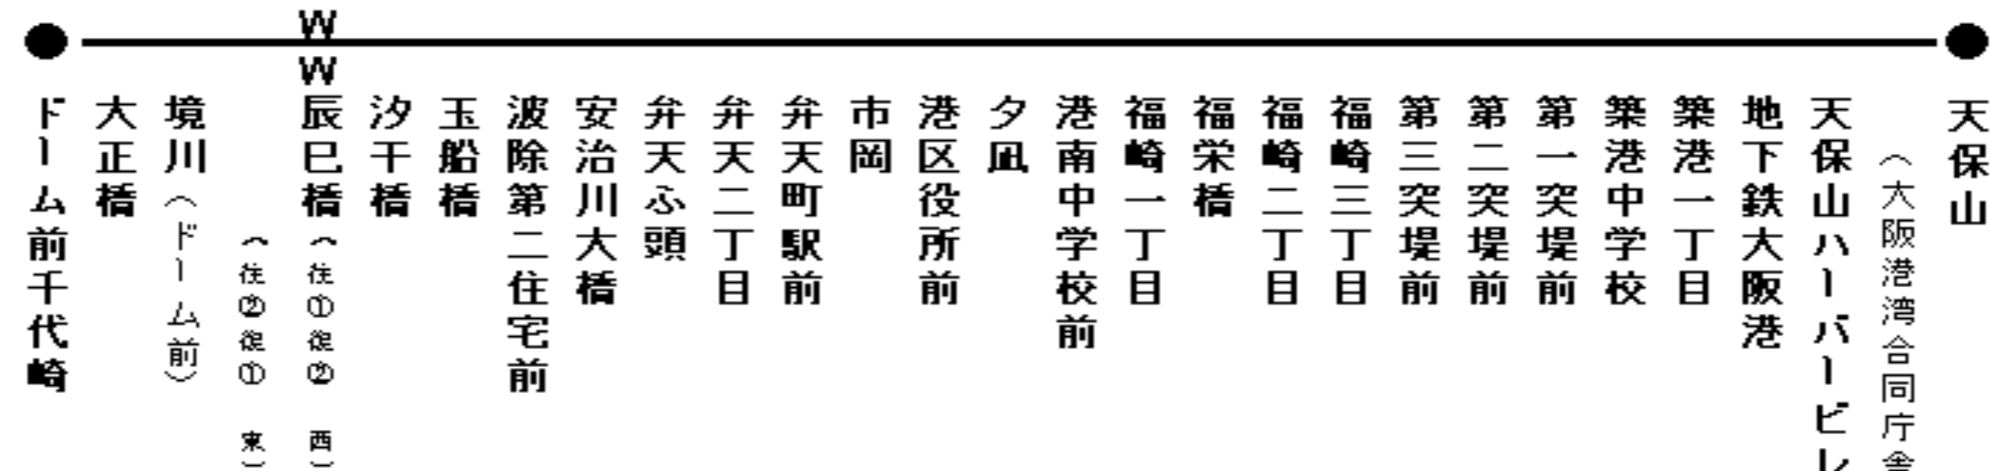 W
W
ドーム前千代崎
大正橋
境川(ドーム前)
(住②復① 東)
辰巳橋(住①復② 西)
汐干橋
玉船橋
波除第二住宅前
安治川大橋
弁天ふ頭
弁天二丁目
弁天町駅前
市岡
港区役所前
夕凪
港南中学校前
福崎一丁目
福栄橋
福崎二丁目
福崎三丁目
第三突堤前
第二突堤前
第一突堤前
築港中学校
築港一丁目
地下鉄大阪港
天保山ハーバービレ
(大阪港湾合同庁舎
天保山